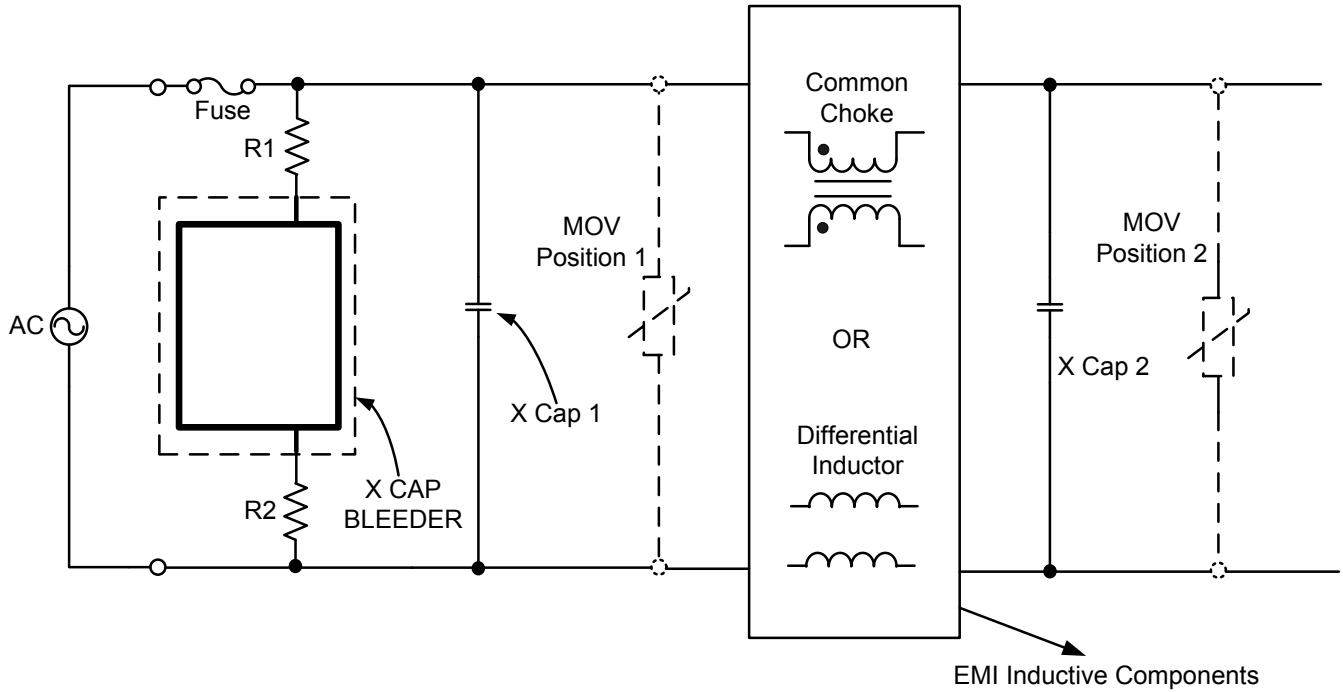 Common
Choke
Fuse
R1
MOV
Position 1
MOV
Position 2
AC
OR
X Cap 2
X Cap 1
Differential
Inductor
X CAP
BLEEDER
R2
EMI Inductive Components